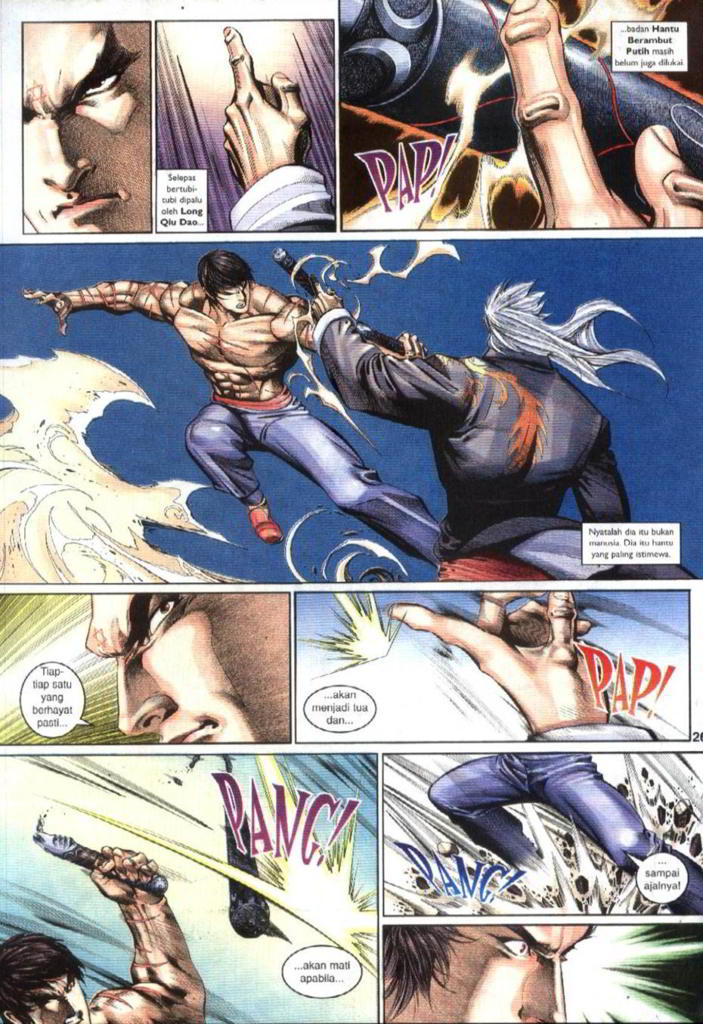 Selepas
bertubi-
tubi dipalu
oleh Long
Qiu Dao...
...badan Hantu
Berambut
Putih masih
belum juga dilukai.
PAP!
Nyatalah dia itu bukan
manusia. Dia itu hantu
yang paling istimewa.
Tiap-
tiap satu
yang
berhayat
pasti...
...akan
menjadi tua
dan...
PAP!
26
PANG!
...akan mati
apabila...
PANG!
...
sampai
ajalnya!